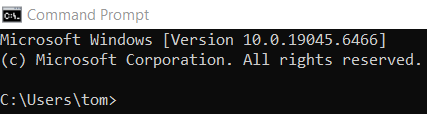 Command Prompt
Microsoft Windows [Version 10.0.19045.6466]
(c) Microsoft Corporation. All rights reserved.
C:\Users\tom>